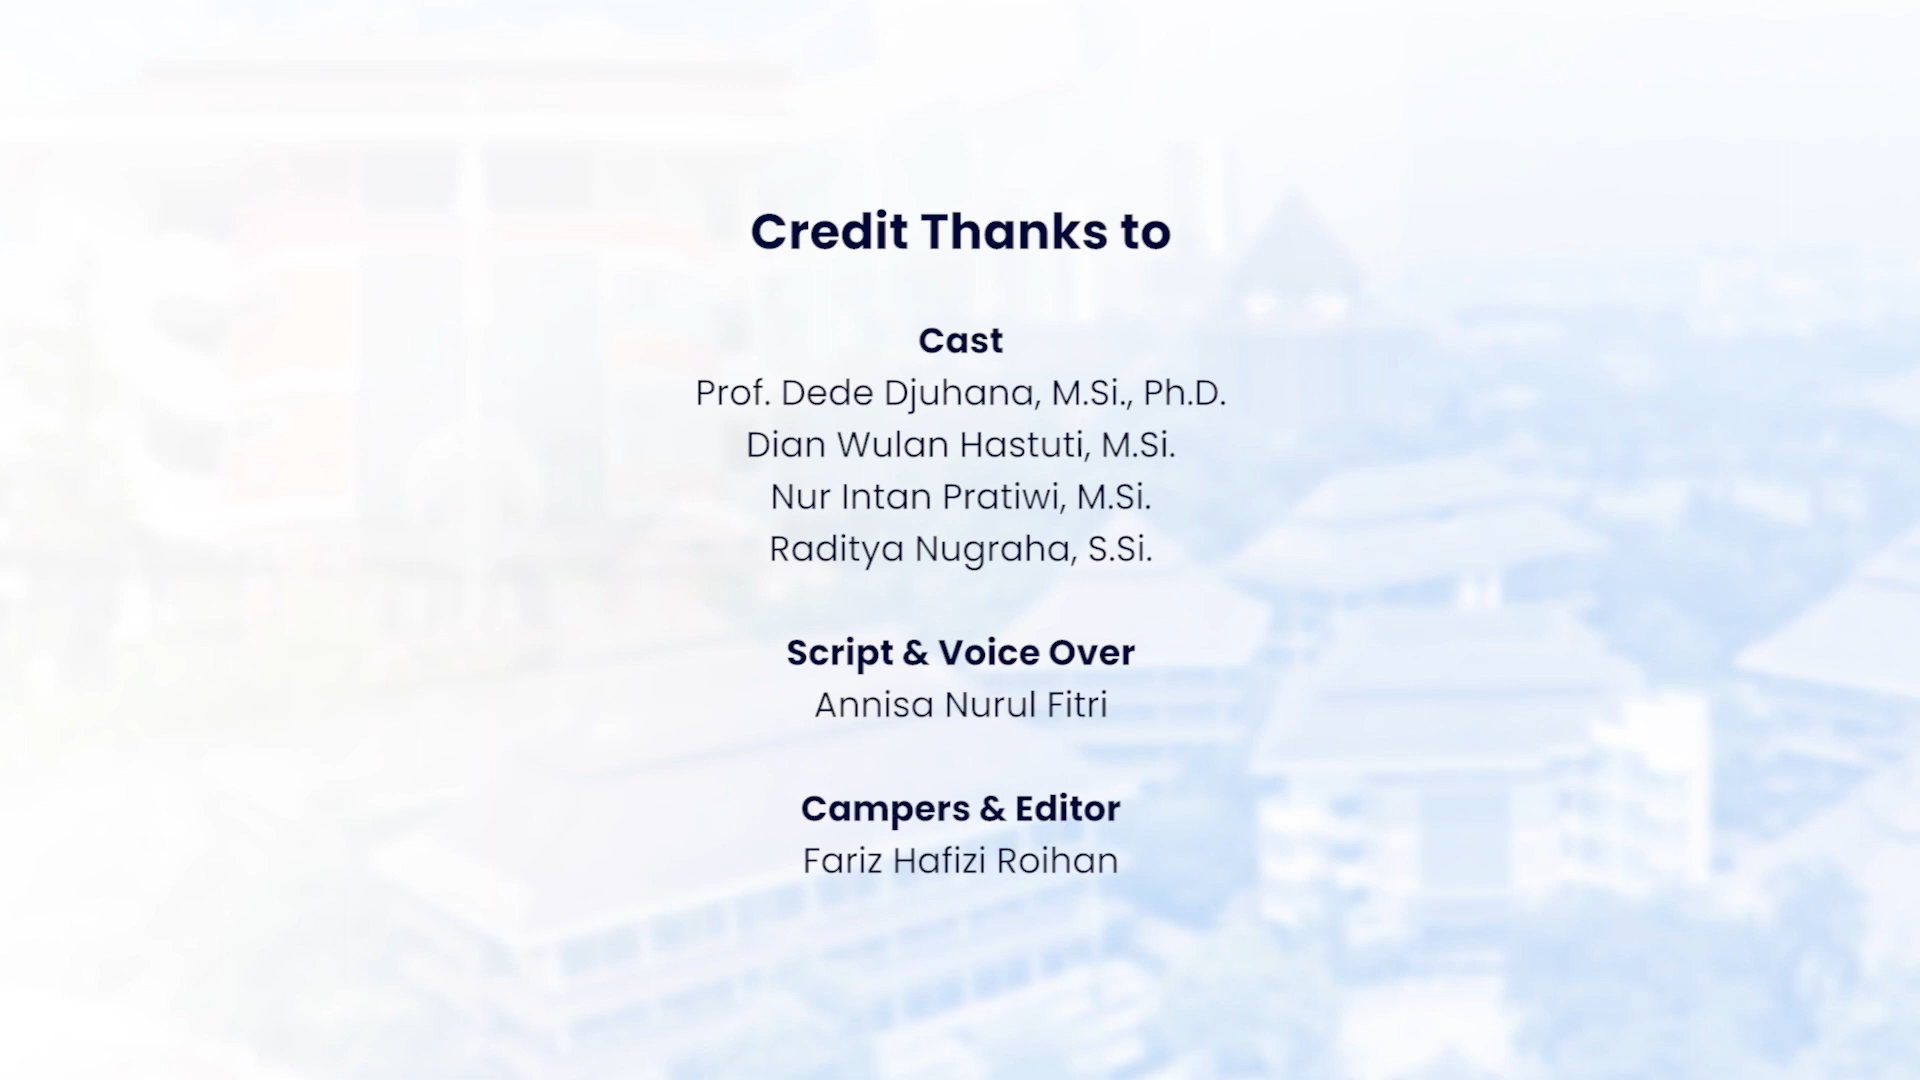 Credit Thanks to
Cast
Prof. Dede Djuhana, M.Si., Ph.D.
Dian Wulan Hastuti, M.Si.
Nur Intan Pratiwi, M.Si.
Raditya Nugraha, S.Si.
Script & Voice Over
Annisa Nurul Fitri
Campers & Editor
Fariz Hafizi Roihan